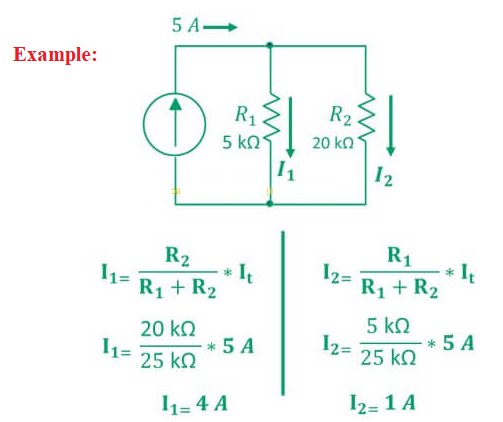 5 A
Example:
R₁
5 kΩ
I₁
R₂
20 kΩ
I₂
I₁= R₂ / R₁ + R₂ * Iₜ
I₁= 20 kΩ / 25 kΩ * 5 A
I₁= 4 A
I₂= R₁ / R₁ + R₂ * Iₜ
I₂= 5 kΩ / 25 kΩ * 5 A
I₂= 1 A